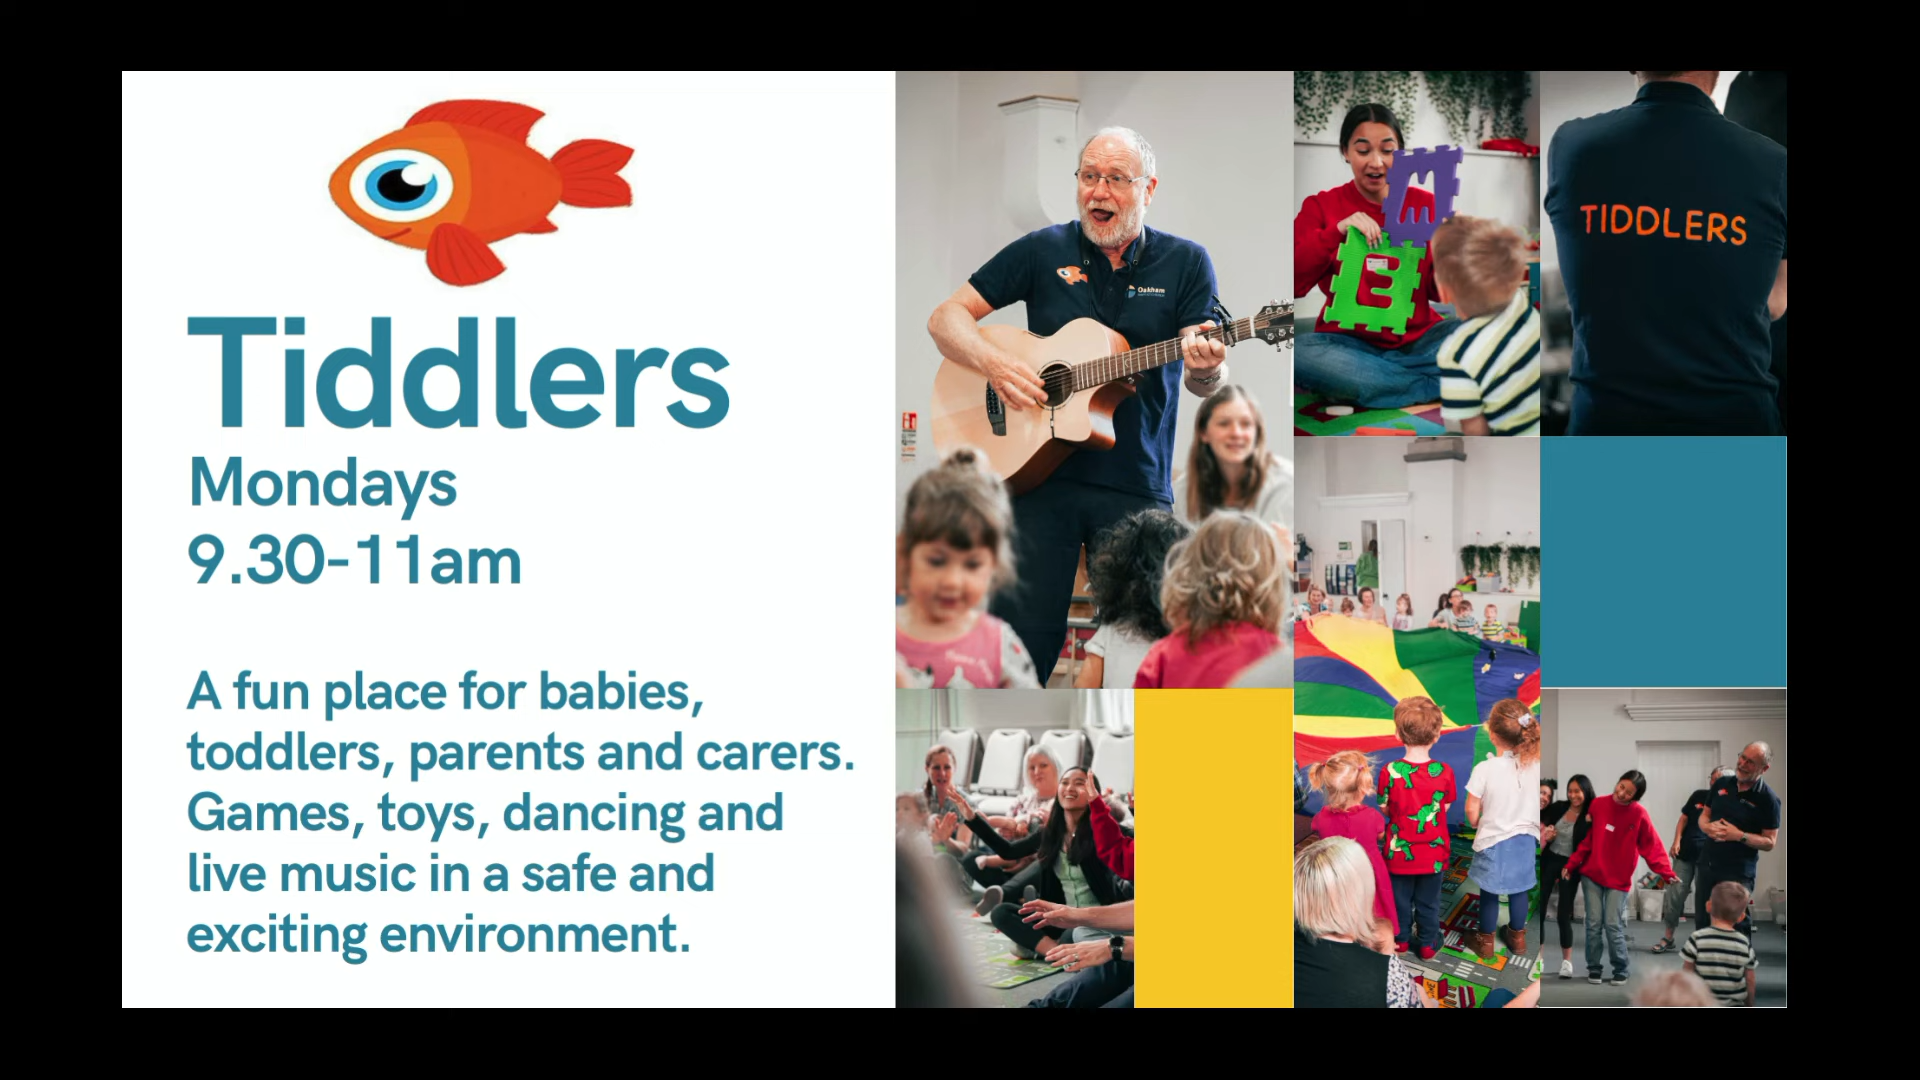 Tiddlers
Mondays
9.30-11am
A fun place for babies,
toddlers, parents and carers.
Games, toys, dancing and
live music in a safe and
exciting environment.
Oakham
E
TIDDLERS